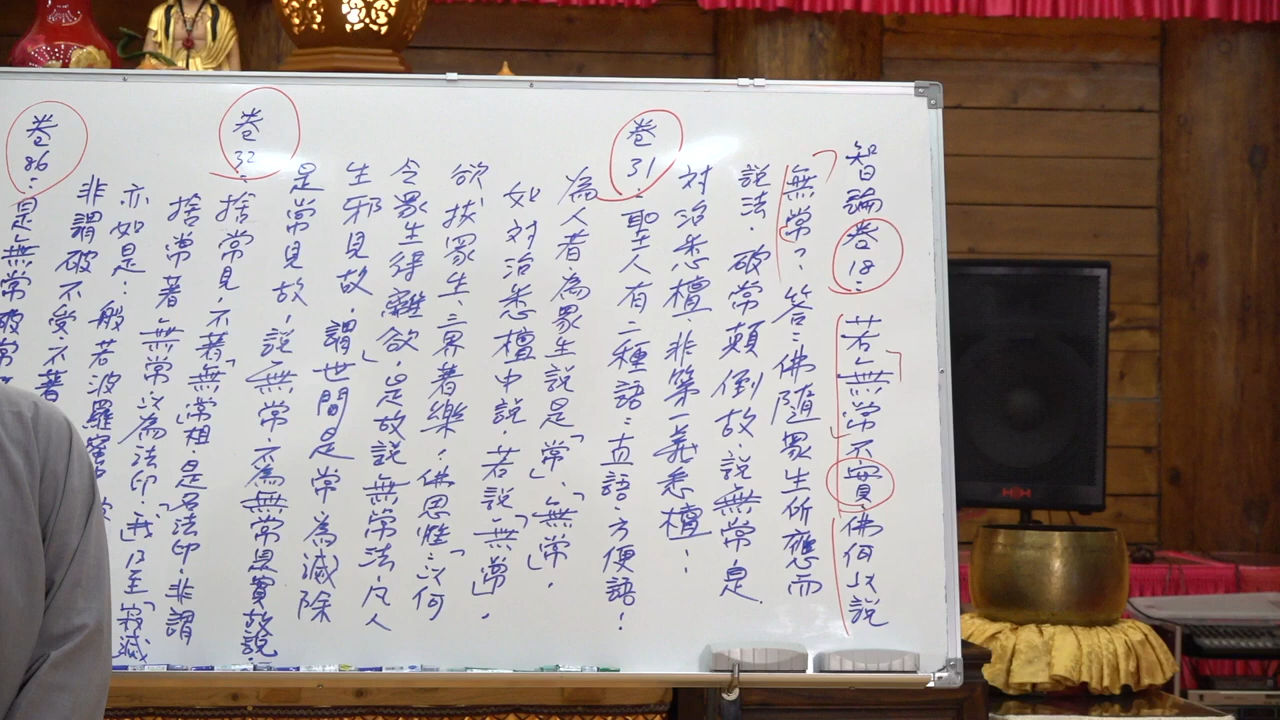 智論卷18：若「無常」不實，佛何以說
「無常」？答：佛隨眾生所應而
說法，破常顛倒故，說無常是
對治悉檀，非第一義悉檀：
卷31：聖人有二種語：直語、方便語！
為人者，為眾生說是「常」、「無常」，
如對治悉檀中說。若說「無常」，
欲拔眾生、三界著樂，佛思惟：「以何
令眾生得離欲，是故說無常法，凡人
生邪見故，謂」世間是常，為滅除
是常見故，說無常，不為無常是實故說！
卷32：捨常見，不著「無常」相，是名法印，非謂
捨常著無常以為法印，「我乃至「寂滅
亦如是：般若波羅蜜
非謂破不受、不著
卷86：是無常破常